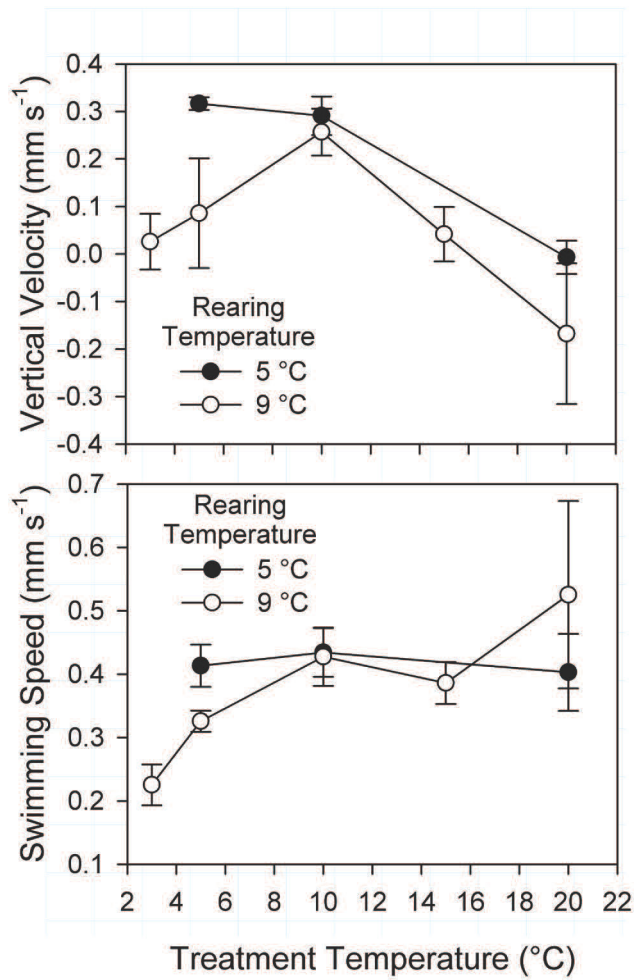 Vertical Velocity (mm s-1)
0.4
0.3
0.2
0.1
0.0
-0.1
-0.2
-0.3
-0.4
Rearing
Temperature
5 °C
9 °C
Swimming Speed (mm s-1)
0.7
0.6
0.5
0.4
0.3
0.2
0.1
Rearing
Temperature
5 °C
9 °C
2 4 6 8 10 12 14 16 18 20 22
Treatment Temperature (°C)